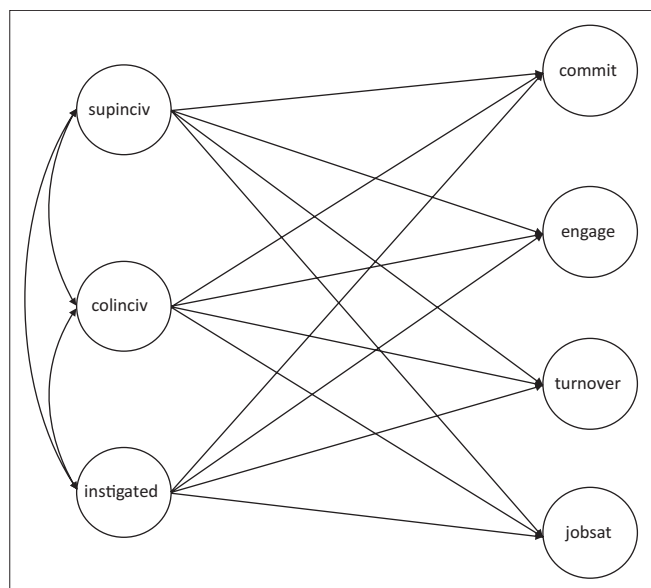 supinciv
colinciv
instigated
commit
engage
turnover
jobsat